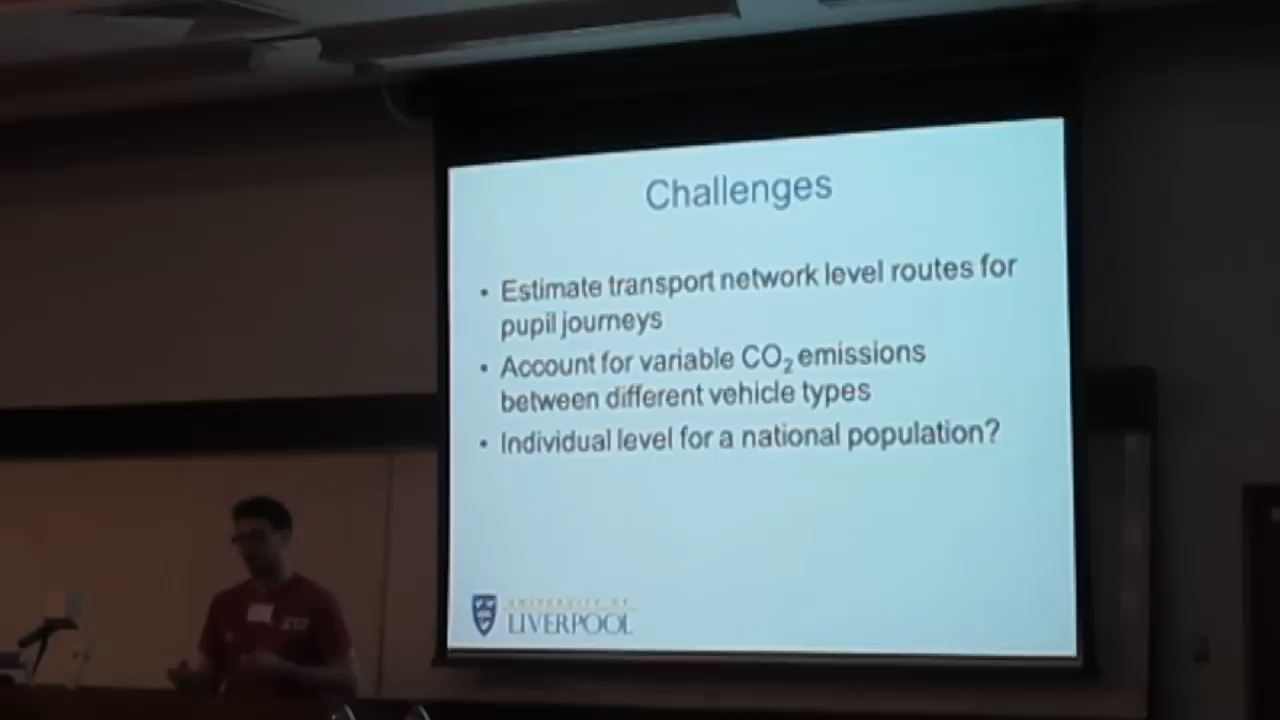 Challenges
• Estimate transport network level routes for
pupil journeys
• Account for variable CO₂ emissions
between different vehicle types
• Individual level for a national population?
UNIVERSITY OF
LIVERPOOL